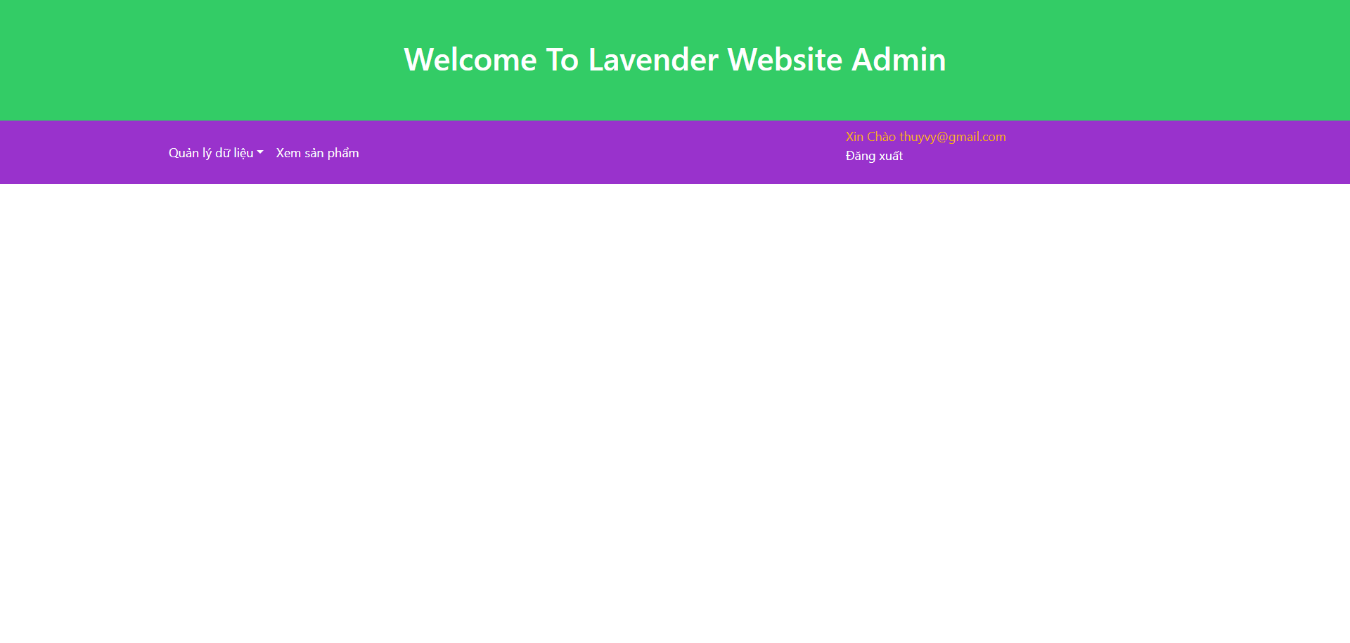 Welcome To Lavender Website Admin
Quản lý dữ liệu Xem sản phẩm
Xin Chào thuyvy@gmail.com
Đăng xuất